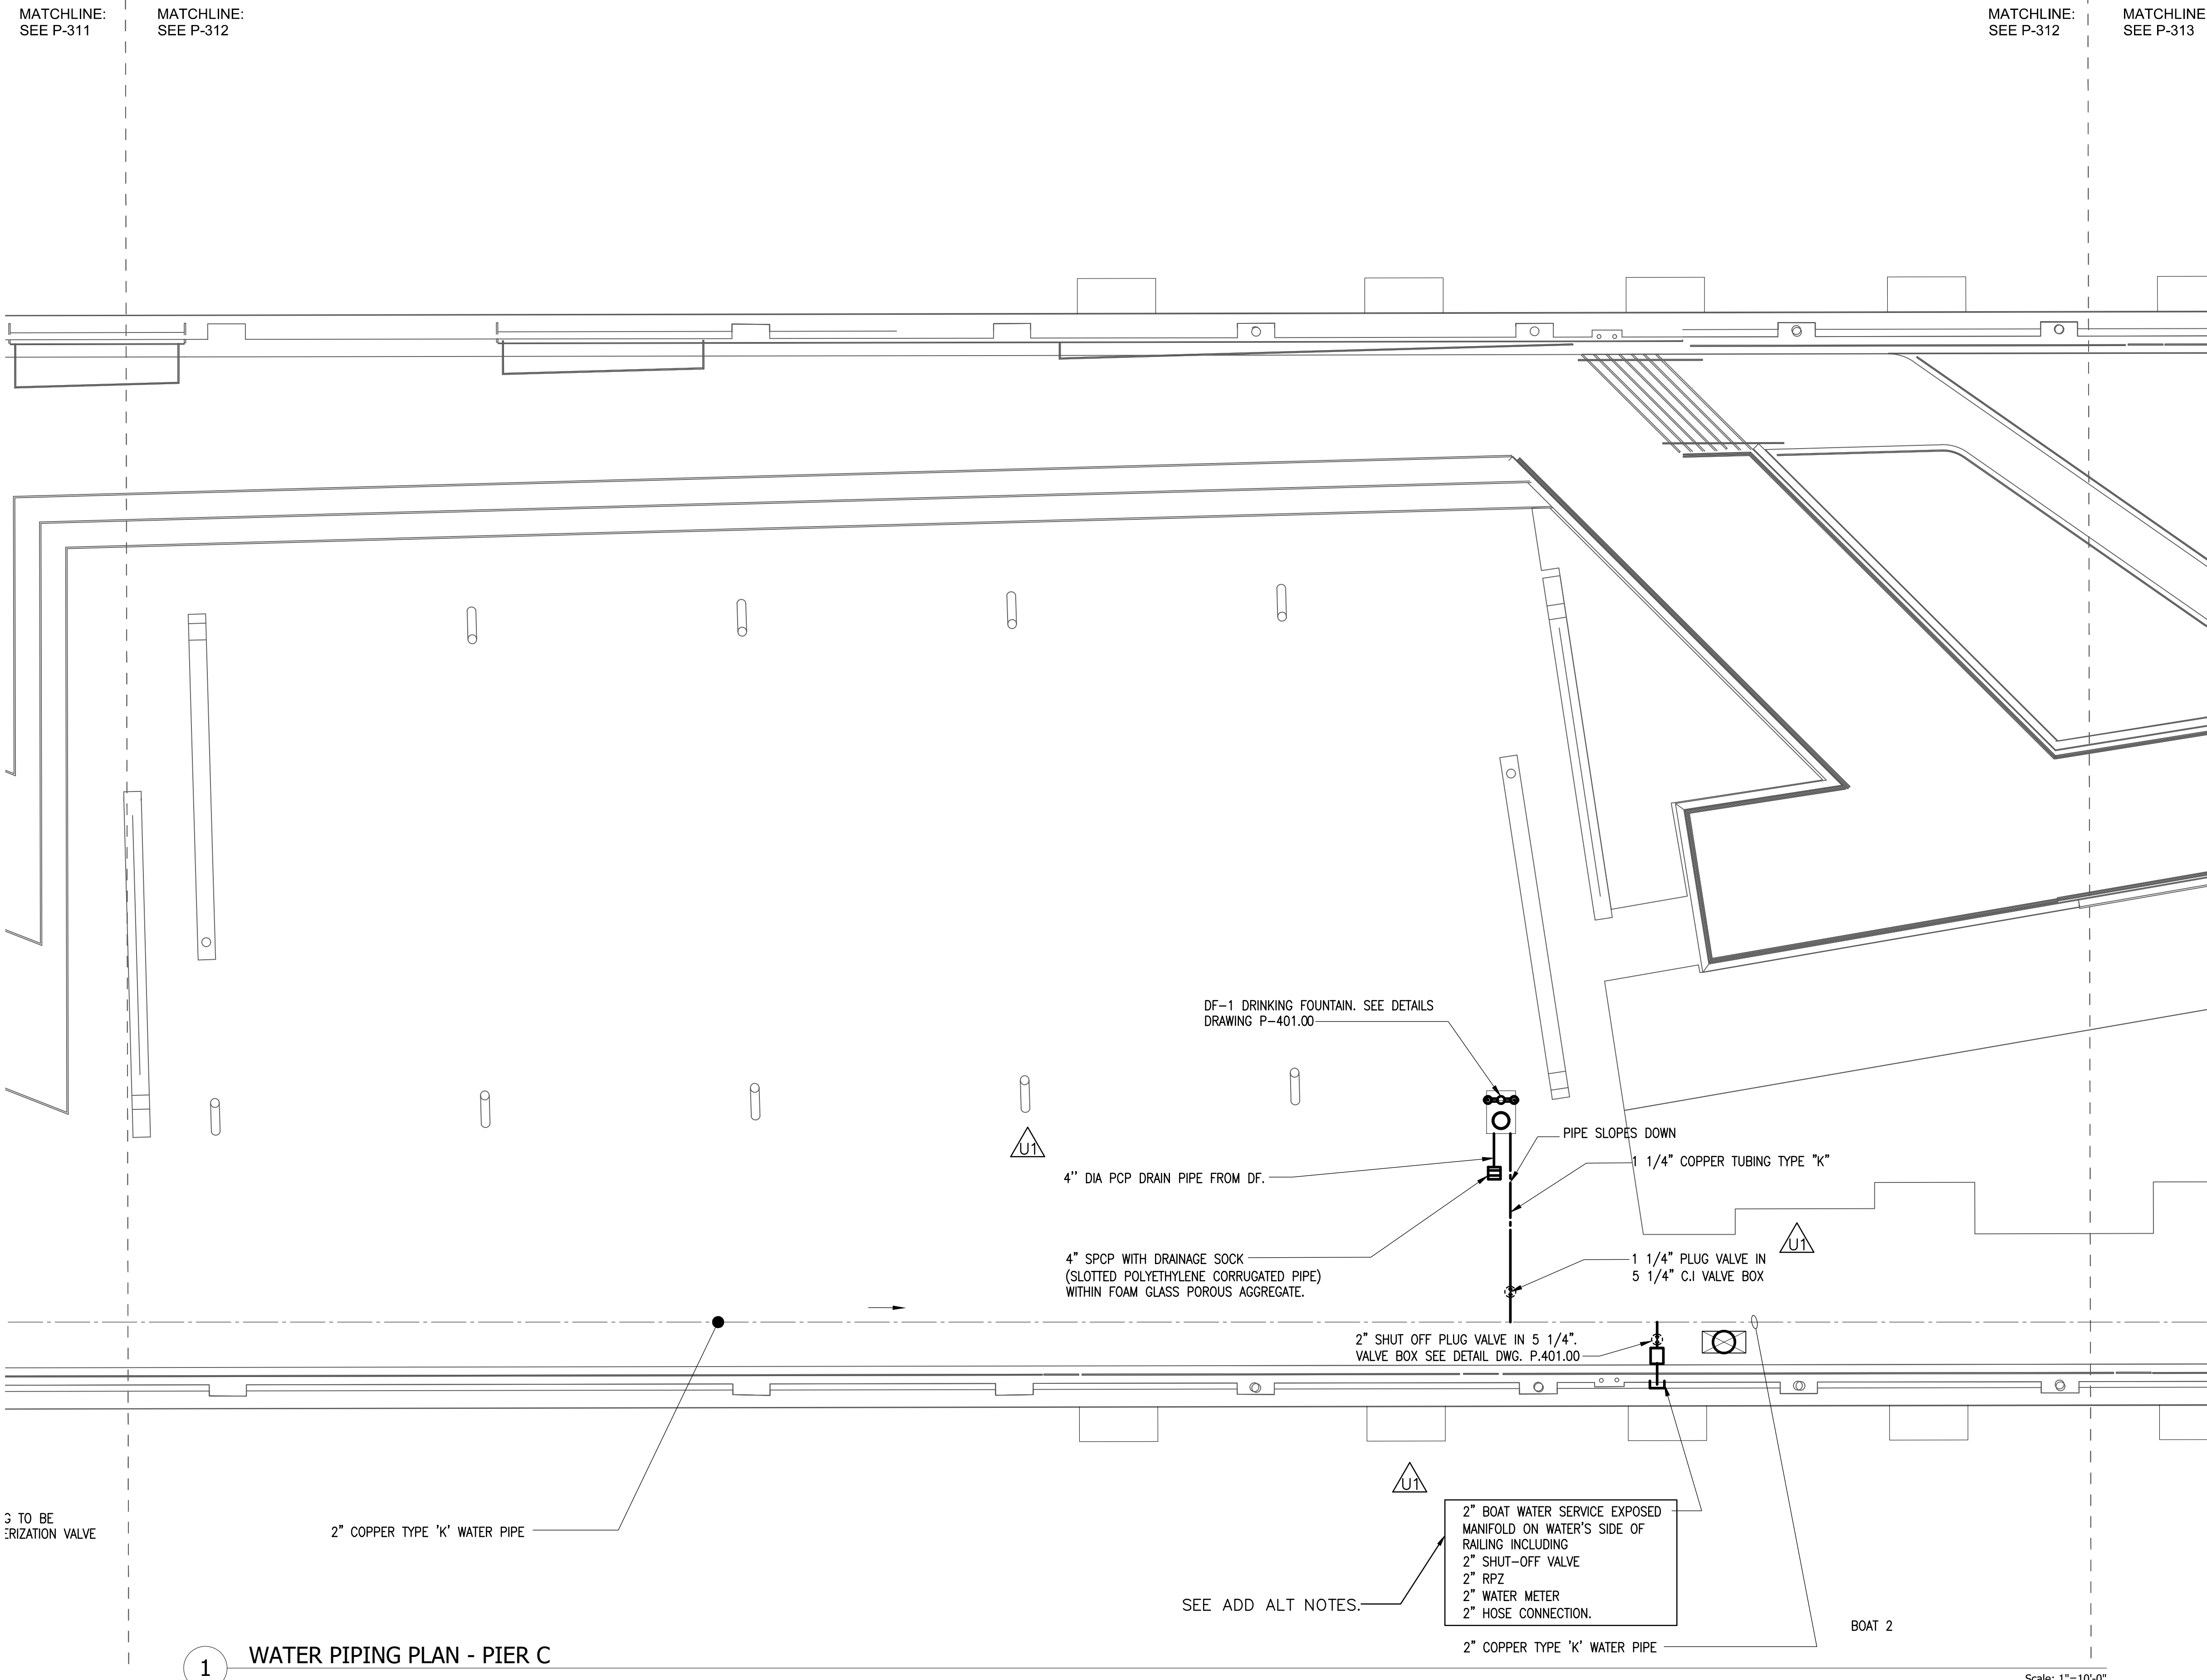 MATCHLINE:
SEE P-311
MATCHLINE:
SEE P-312
MATCHLINE:
SEE P-312
MATCHLINE
SEE P-313
DF-1 DRINKING FOUNTAIN. SEE DETAILS
DRAWING P-401.00
PIPE SLOPES DOWN
U1
1 1/4" COPPER TUBING TYPE "K"
4'' DIA PCP DRAIN PIPE FROM DF.
U1
4" SPCP WITH DRAINAGE SOCK
(SLOTTED POLYETHYLENE CORRUGATED PIPE)
WITHIN FOAM GLASS POROUS AGGREGATE.
1 1/4" PLUG VALVE IN
5 1/4" C.I VALVE BOX
2" SHUT OFF PLUG VALVE IN 5 1/4".
VALVE BOX SEE DETAIL DWG. P.401.00
U1
2" BOAT WATER SERVICE EXPOSED
MANIFOLD ON WATER'S SIDE OF
RAILING INCLUDING
2" SHUT-OFF VALVE
2" RPZ
2" WATER METER
2" HOSE CONNECTION.
G TO BE
ERIZATION VALVE
2" COPPER TYPE 'K' WATER PIPE
SEE ADD ALT NOTES.
BOAT 2
2" COPPER TYPE 'K' WATER PIPE
1
WATER PIPING PLAN - PIER C
Scale: 1"=10'-0"